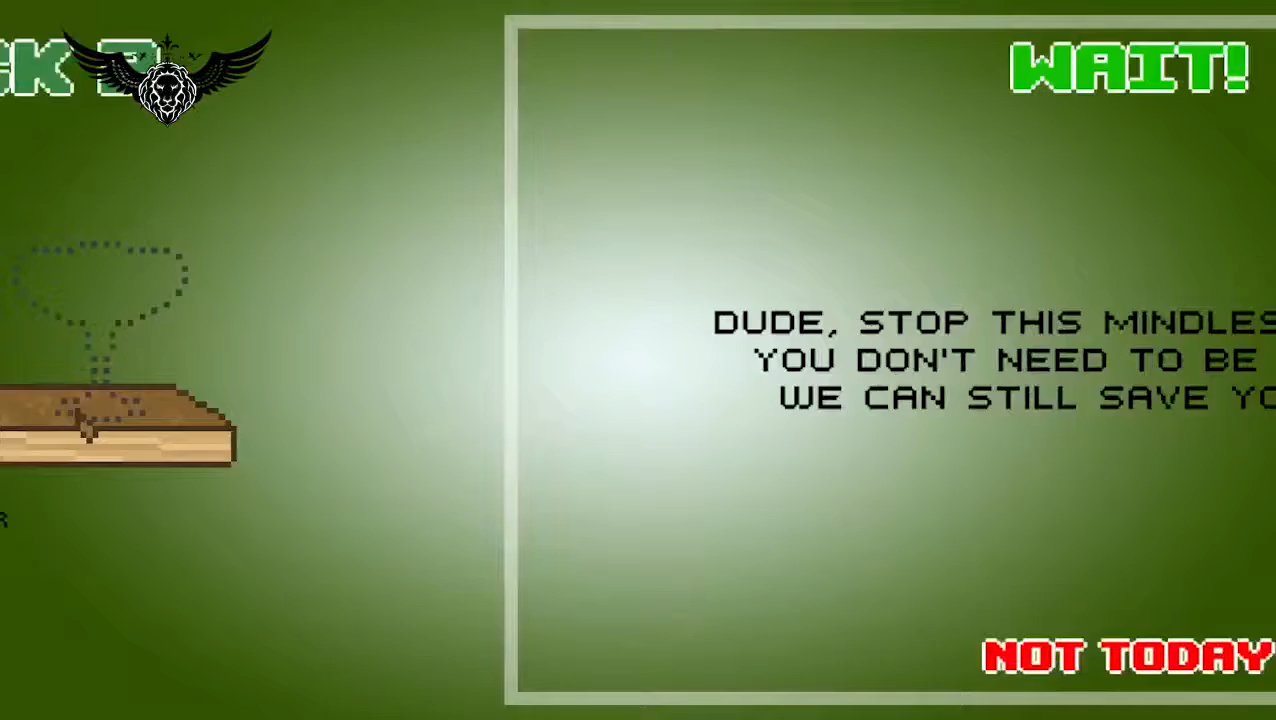 WAIT!
DUDE, STOP THIS
YOU DON'T NEED TO BE
WE CAN STILL SAVE
NOT TODAY